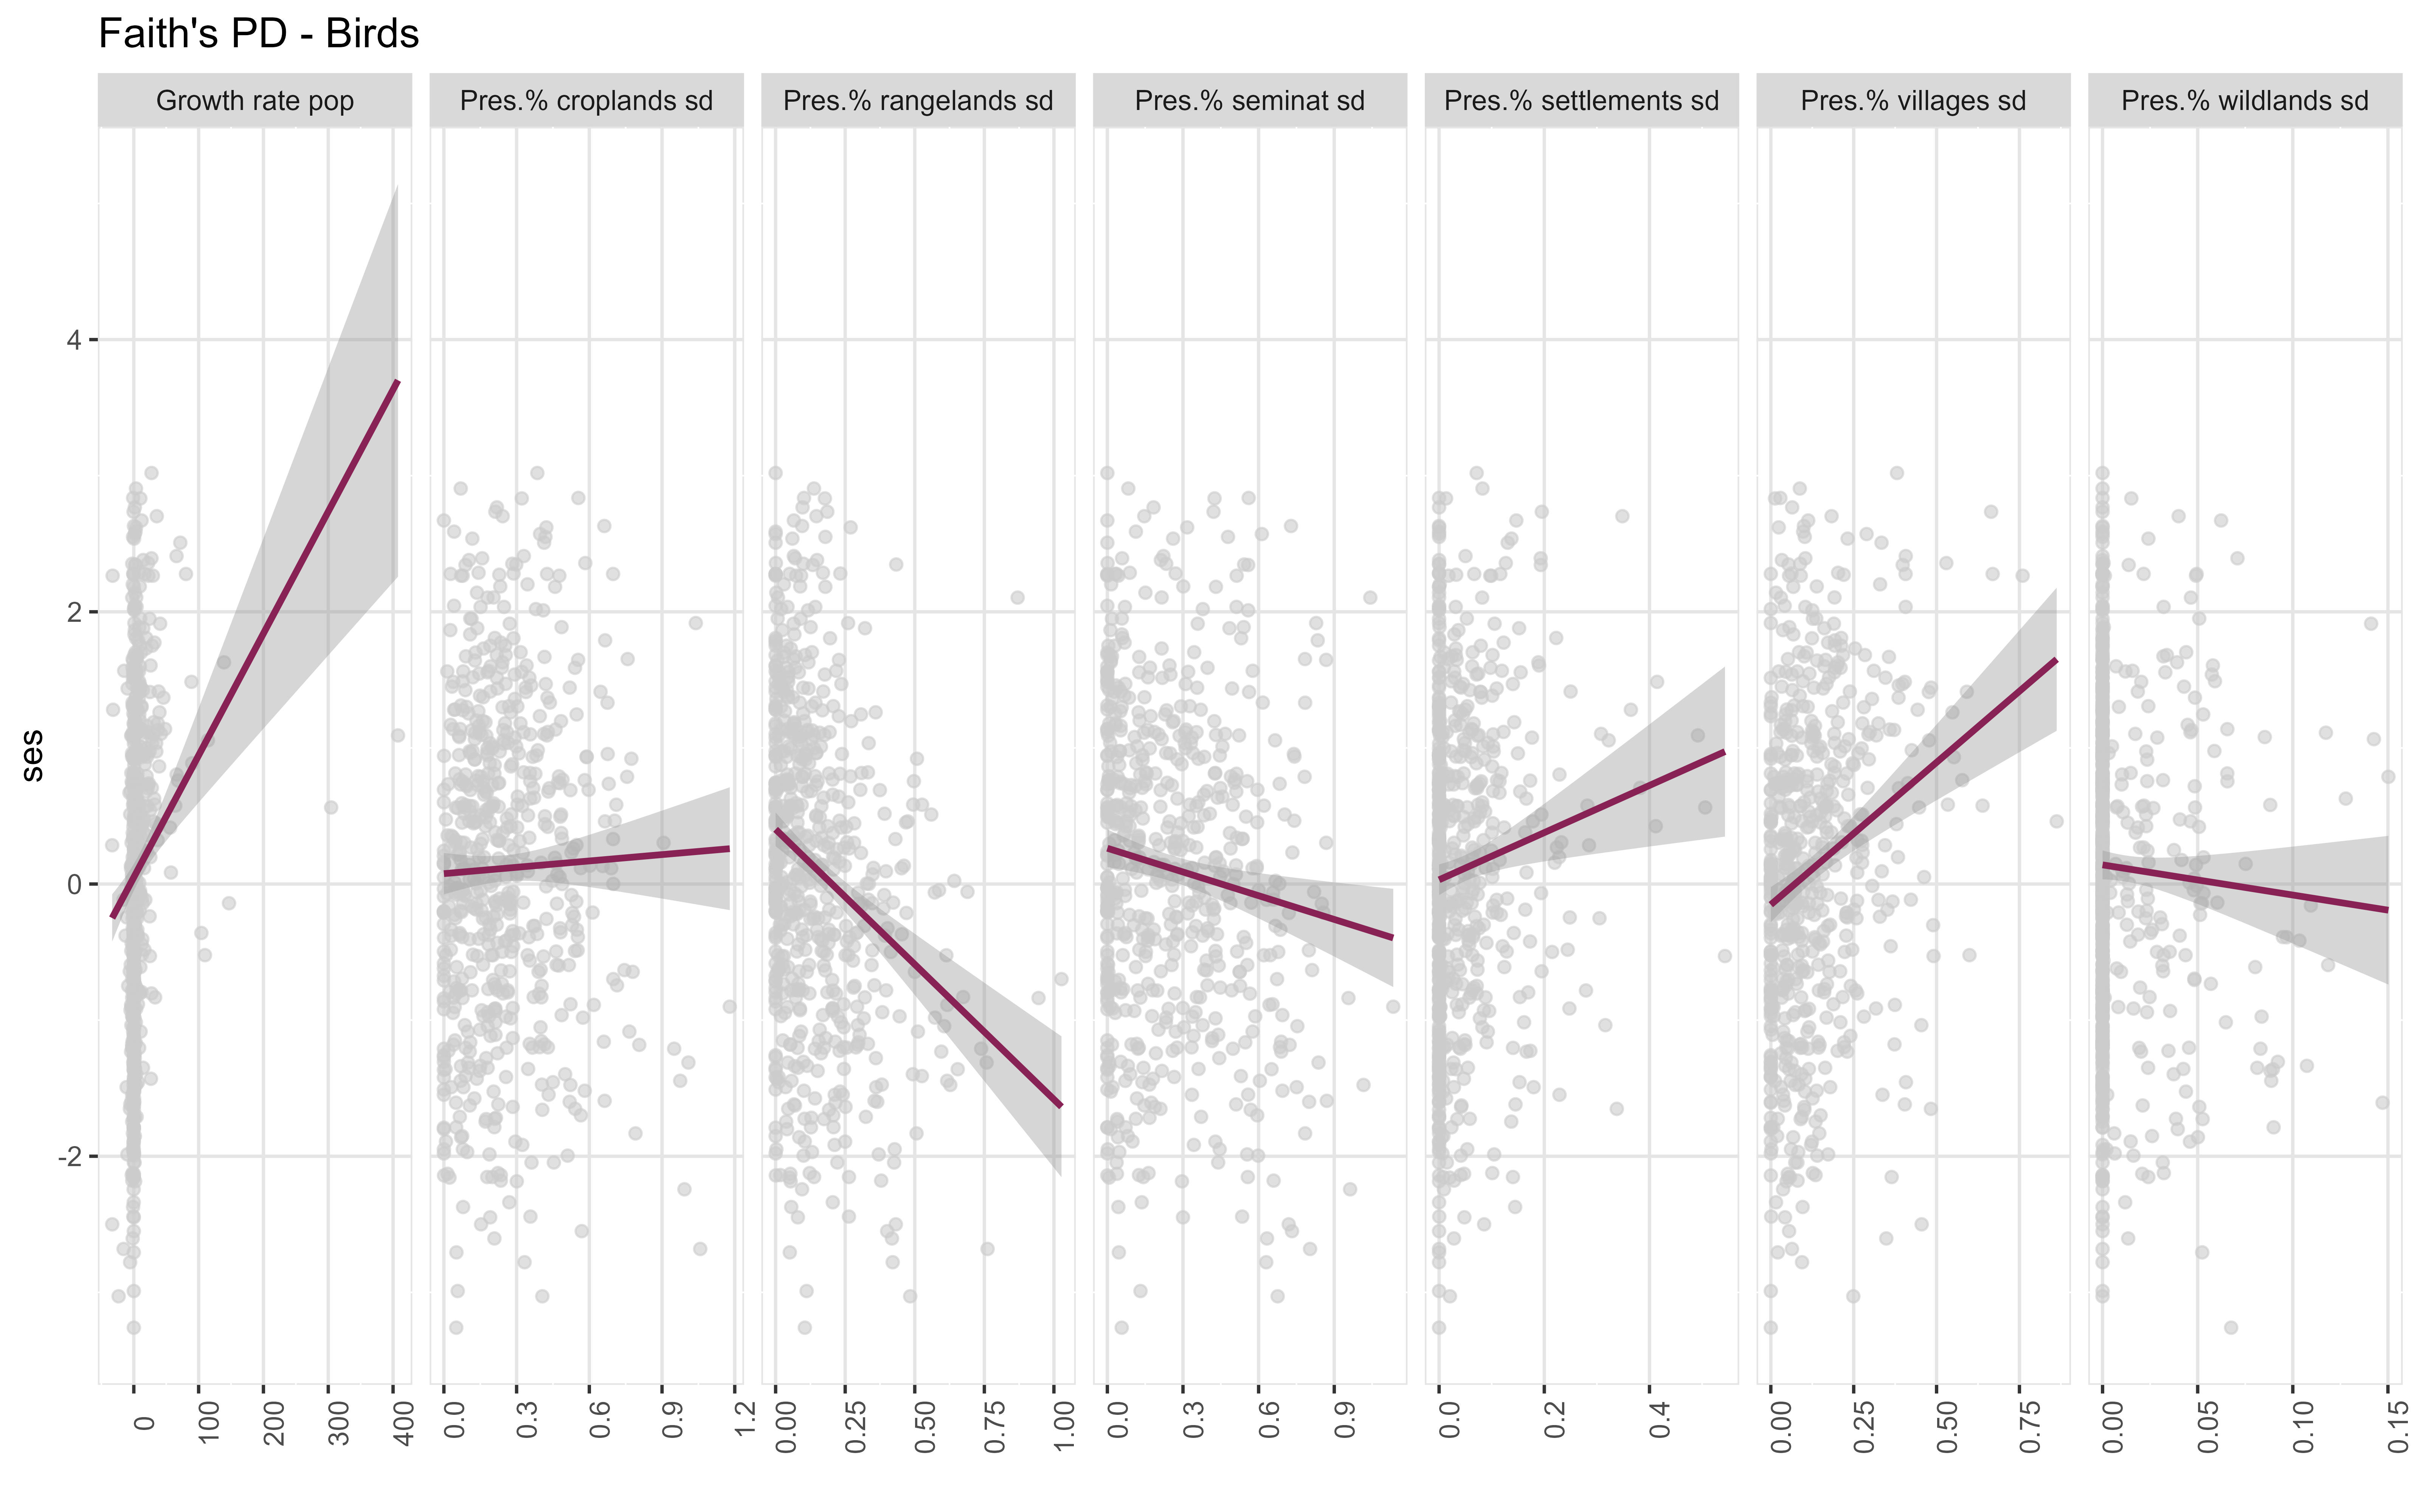 Faith's PD - Birds
Growth rate pop
Pres.% croplands sd
Pres.% rangelands sd
Pres.% seminat sd
Pres.% settlements sd
Pres.% villages sd
Pres.% wildlands sd
ses
4
2
0
-2
0 100 200 300 400
0.0 0.3 0.6 0.9 1.2
0.00 0.25 0.50 0.75 1.00
0.0 0.3 0.6 0.9
0.0 0.2 0.4
0.00 0.25 0.50 0.75
0.00 0.05 0.10 0.15